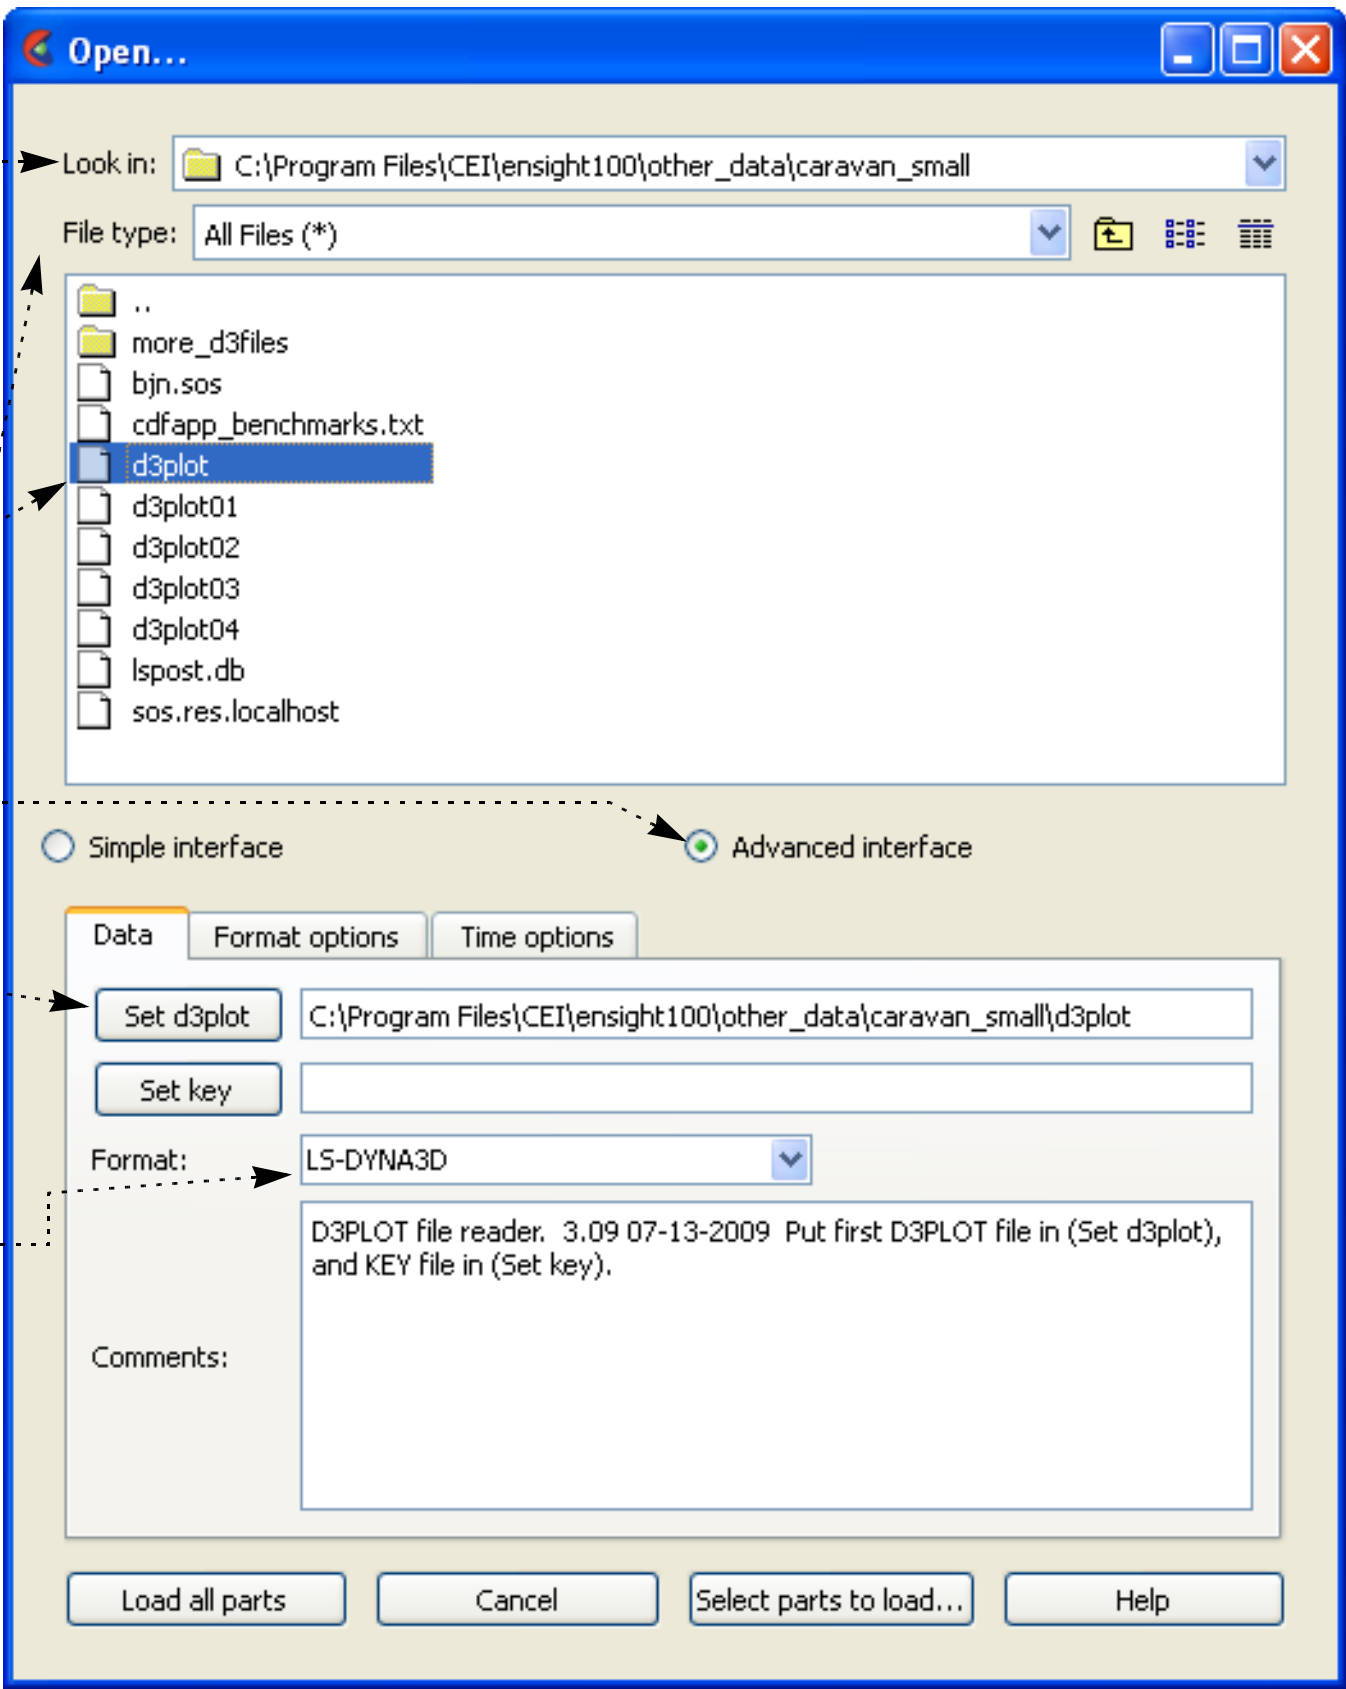 Open...
Look in: C:\Program Files\CEI\ensight100\other_data\caravan_small
File type: All Files (*)
..
more_d3files
bjn.sos
cdfapp_benchmarks.txt
d3plot
d3plot01
d3plot02
d3plot03
d3plot04
lspost.db
sos.res.localhost
Simple interface Advanced interface
Data Format options Time options
Set d3plot C:\Program Files\CEI\ensight100\other_data\caravan_small\d3plot
Set key
Format: LS-DYNA3D
D3PLOT file reader.  3.09 07-13-2009  Put first D3PLOT file in (Set d3plot),
and KEY file in (Set key).
Comments:
Load all parts Cancel Select parts to load... Help